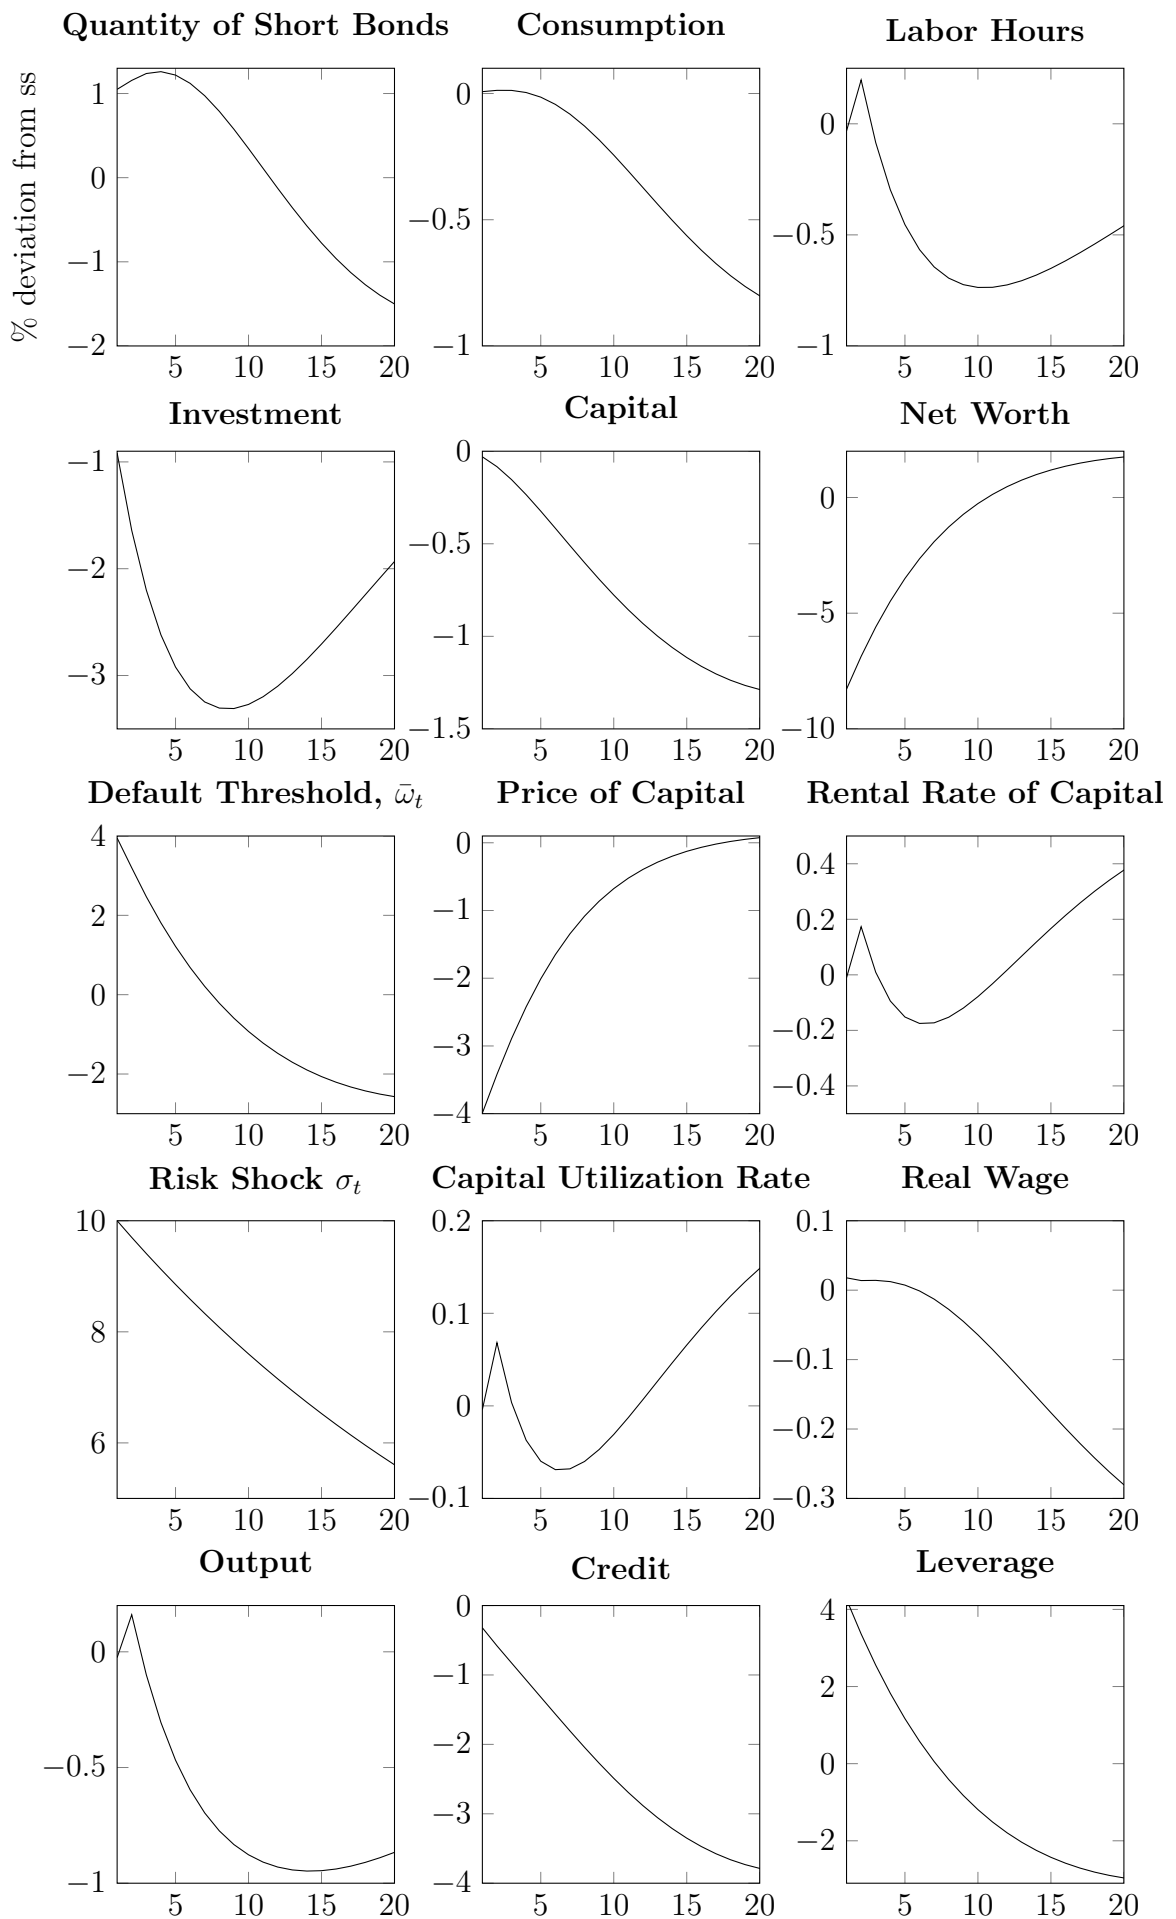 Quantity of Short Bonds
Consumption
Labor Hours
% deviation from ss
1
0
−1
−2
5 10 15 20
0
−0.5
−1
5 10 15 20
0
−0.5
−1
5 10 15 20
Investment
Capital
Net Worth
−1
−2
−3
5 10 15 20
0
−0.5
−1
−1.5
5 10 15 20
0
−5
−10
5 10 15 20
Default Threshold, ω̄ₜ
Price of Capital
Rental Rate of Capital
4
2
0
−2
5 10 15 20
0
−1
−2
−3
−4
5 10 15 20
0.4
0.2
0
−0.2
−0.4
5 10 15 20
Risk Shock σₜ
Capital Utilization Rate
Real Wage
10
8
6
5 10 15 20
0.2
0.1
0
−0.1
5 10 15 20
0.1
0
−0.1
−0.2
−0.3
5 10 15 20
Output
Credit
Leverage
0
−0.5
−1
5 10 15 20
0
−1
−2
−3
−4
5 10 15 20
4
2
0
−2
5 10 15 20